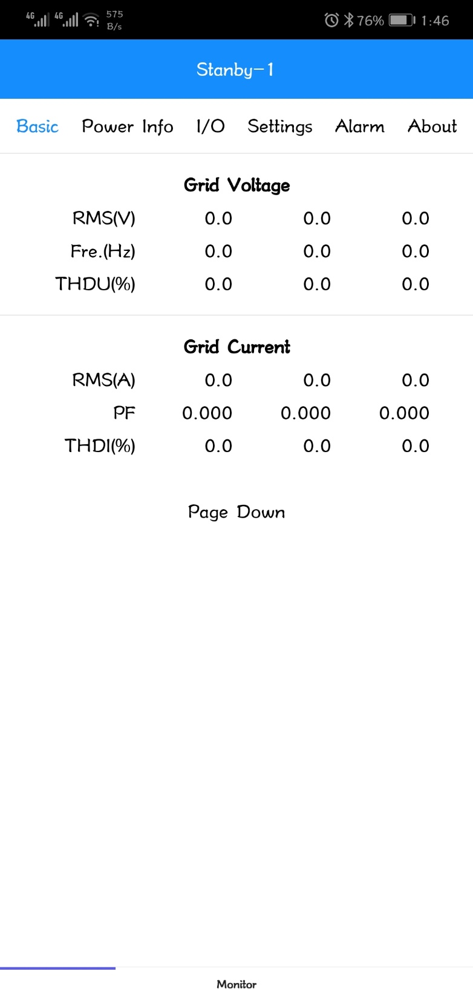 4G 4G 575 B/s 76% 1:46
Stanby-1
Basic Power Info I/O Settings Alarm About
Grid Voltage
RMS(V) 0.0 0.0 0.0
Fre.(Hz) 0.0 0.0 0.0
THDU(%) 0.0 0.0 0.0
Grid Current
RMS(A) 0.0 0.0 0.0
PF 0.000 0.000 0.000
THDI(%) 0.0 0.0 0.0
Page Down
Monitor